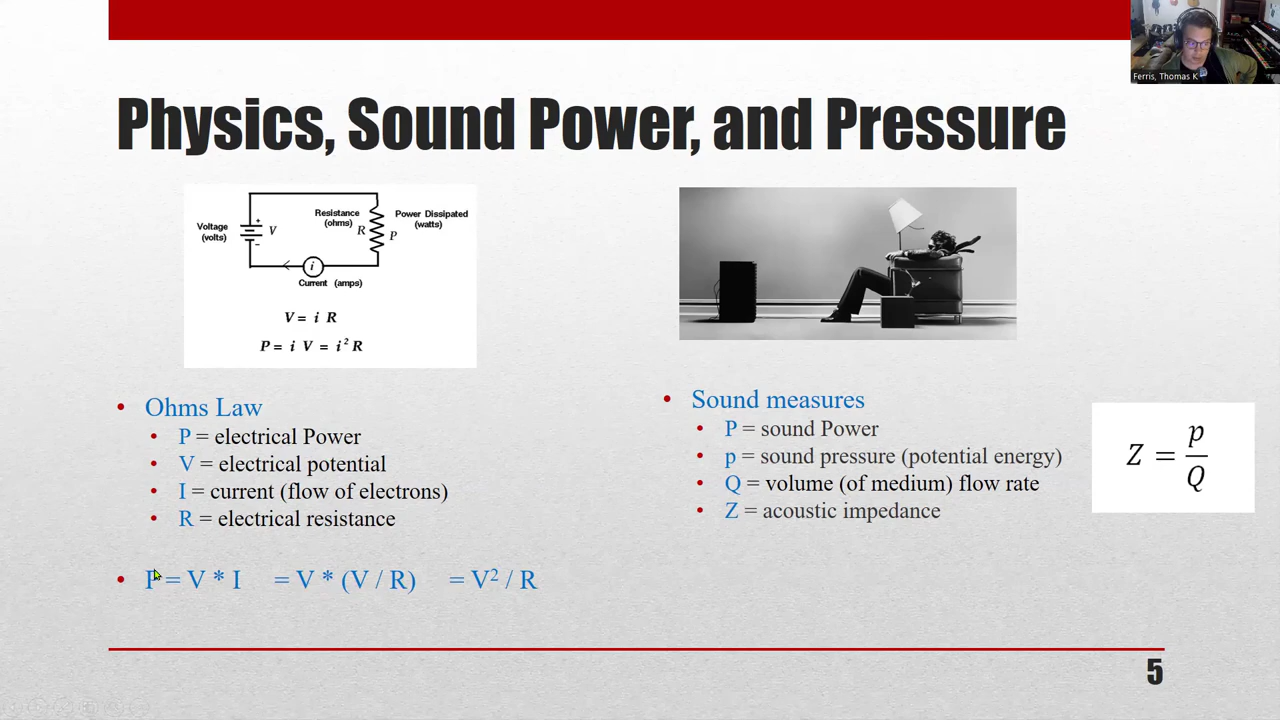 Ferris, Thomas K
Physics, Sound Power, and Pressure
Voltage
(volts)
V
+
−
Resistance
(ohms)
R
P
Power Dissipated
(watts)
i
Current (amps)
V = i R
P = i V = i² R
• Ohms Law
• P = electrical Power
• V = electrical potential
• I = current (flow of electrons)
• R = electrical resistance
• P = V * I = V * (V / R) = V² / R
• Sound measures
• P = sound Power
• p = sound pressure (potential energy)
• Q = volume (of medium) flow rate
• Z = acoustic impedance
Z = p / Q
5